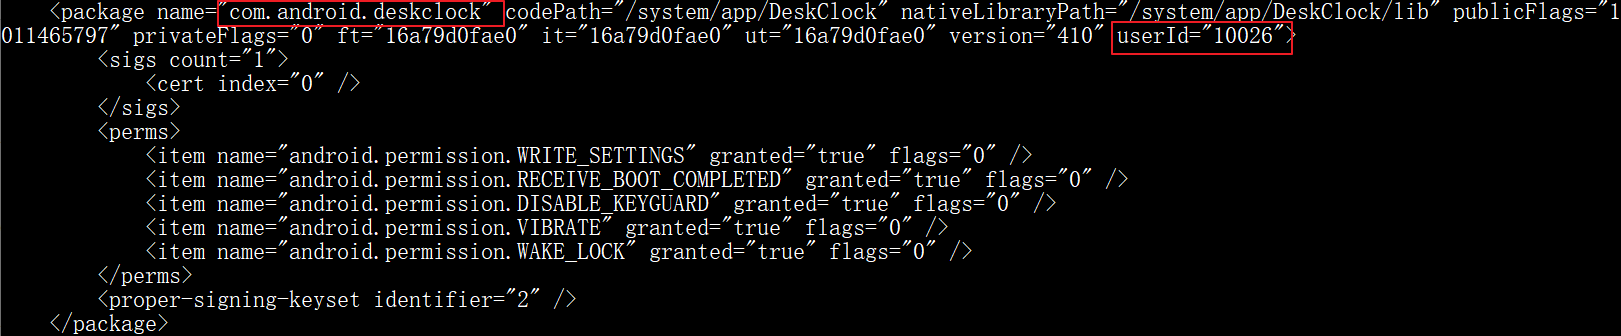 <package name="com.android.deskclock" codePath="/system/app/DeskClock" nativeLibraryPath="/system/app/DeskClock/lib" publicFlags="1
011465797" privateFlags="0" ft="16a79d0fae0" it="16a79d0fae0" ut="16a79d0fae0" version="410" userId="10026">
<sigs count="1">
<cert index="0" />
</sigs>
<perms>
<item name="android.permission.WRITE_SETTINGS" granted="true" flags="0" />
<item name="android.permission.RECEIVE_BOOT_COMPLETED" granted="true" flags="0" />
<item name="android.permission.DISABLE_KEYGUARD" granted="true" flags="0" />
<item name="android.permission.VIBRATE" granted="true" flags="0" />
<item name="android.permission.WAKE_LOCK" granted="true" flags="0" />
</perms>
<proper-signing-keyset identifier="2" />
</package>